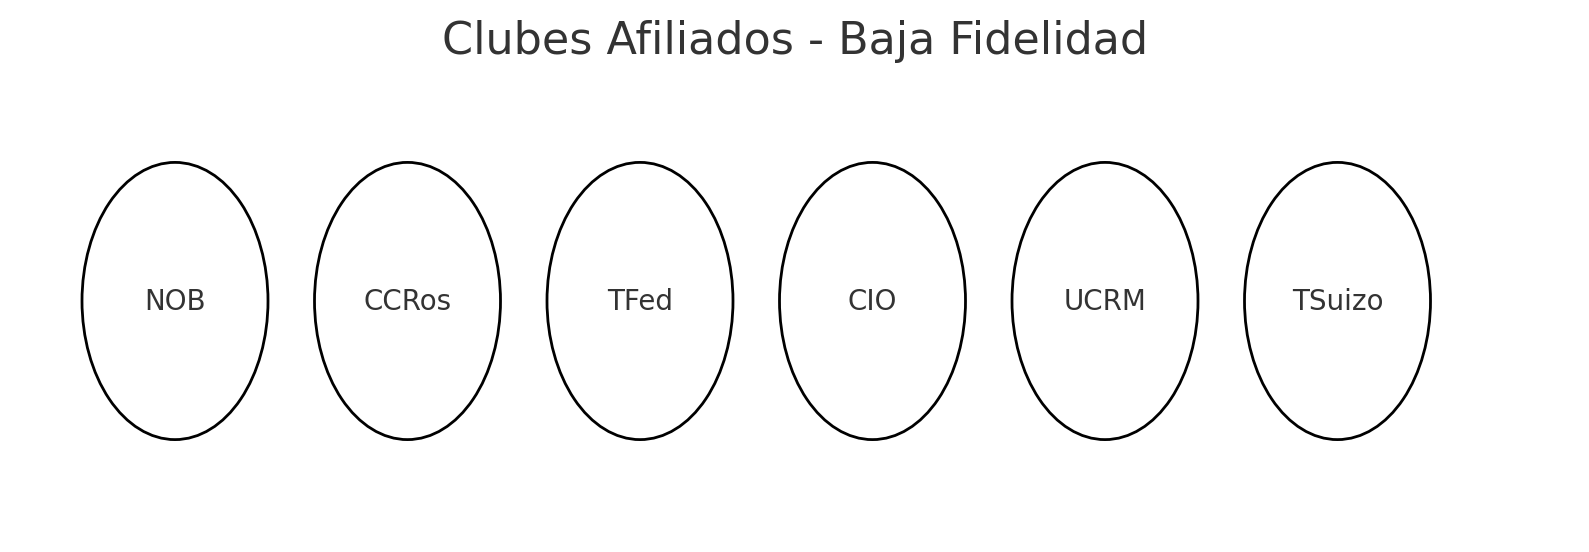 Clubes Afiliados - Baja Fidelidad
NOB
CCRos
TFed
CIO
UCRM
TSuizo